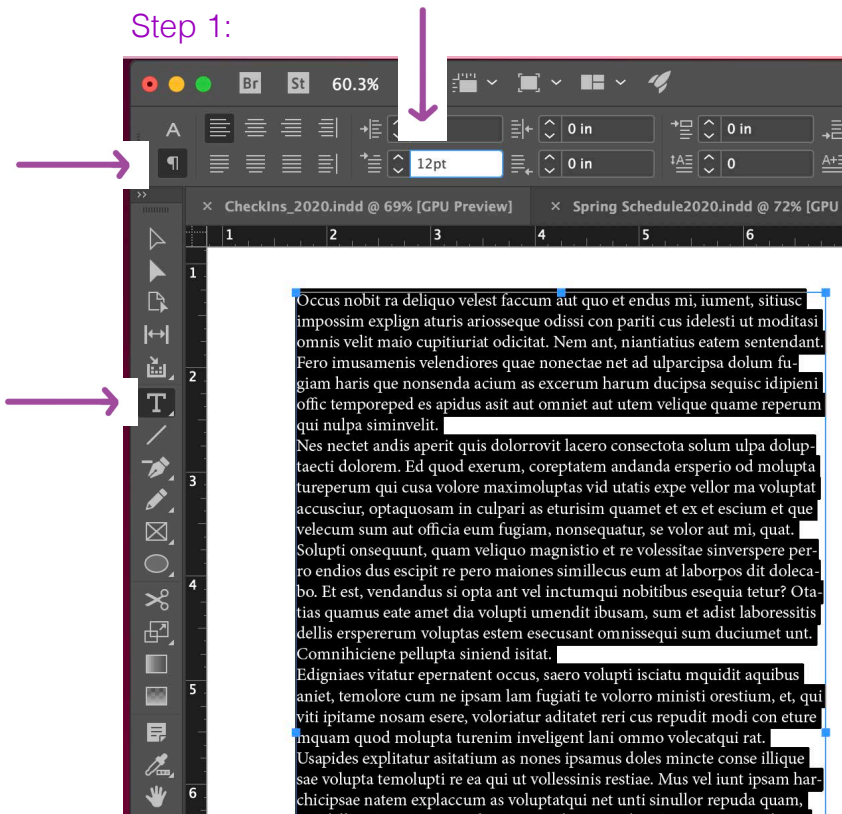 Step 1:
Br St 60.3%
A 0 in 0 in
¶ 12pt 0 in 0
× CheckIns_2020.indd @ 69% [GPU Preview] × Spring Schedule2020.indd @ 72% [GPU
1 2 3 4 5 6
1
Occus nobit ra deliquo velest faccum aut quo et endus mi, iument, sitiusc
impossim explign aturis ariosseque odissi con pariti cus idelesti ut moditasi
omnis velit maio cupitiuriat odicitat. Nem ant, niantiatius eatem sentendant.
Fero imusamenis velendiores quae nonectae net ad ulparcipsa dolum fu-
2
giam haris que nonsenda acium as excerum harum ducipsa sequisc idipieni
offic temporeped es apidus asit aut omniet aut utem velique quame reperum
T
qui nulpa siminvelit.
Nes nectet andis aperit quis dolorrovit lacero consectota solum ulpa dolup-
taecti dolorem. Ed quod exerum, coreptatem andanda ersperio od molupta
3
tureperum qui cusa volore maximoluptas vid utatis expe vellor ma voluptat
accusciur, optaquosam in culpari as eturisim quamet et ex et escium et que
velecum sum aut officia eum fugiam, nonsequatur, se volor aut mi, quat.
Solupti onsequunt, quam veliquo magnistio et re volessitae sinverspere per-
ro endios dus escipit re pero maiones simillecus eum at laborpos dit doleca-
4
bo. Et est, vendandus si opta ant vel inctumqui nobitibus esequia tetur? Ota-
tias quamus eate amet dia volupti umendit ibusam, sum et adist laboressitis
dellis erspererum voluptas estem esecusant omnissequi sum duciumet unt.
Comnihiciene pellupta siniend isitat.
Edigniaes vitatur epernatent occus, saero volupti isciatu mquidit aquibus
5
aniet, temolore cum ne ipsam lam fugiati te volorro ministi orestium, et, qui
viti ipitame nosam esere, voloriatur aditatet reri cus repudit modi con eture
mquam quod molupta turenim inveligent lani ommo volecatqui rat.
Usapides explitatur asitatium as nones ipsamus doles mincte conse illique
sae volupta temolupti re ea qui ut vollessinis restiae. Mus vel iunt ipsam har-
6
chicipsae natem explaccum as voluptatqui net unti sinullor repuda quam,